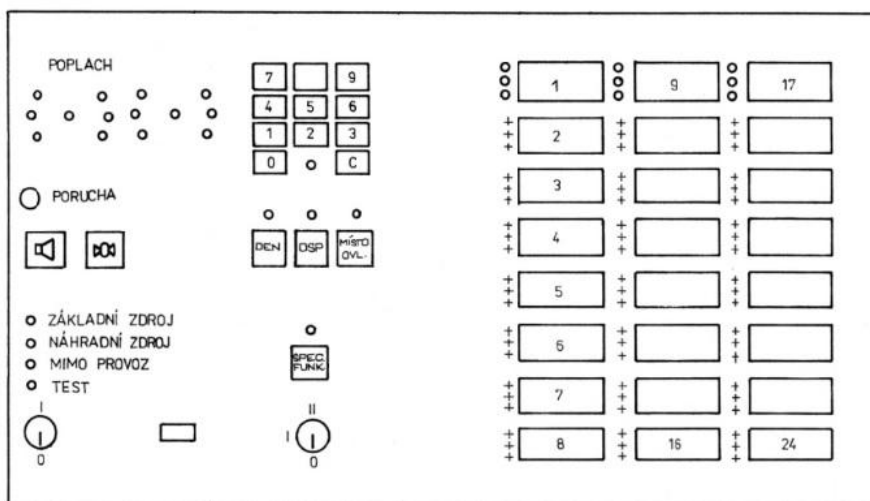 POPLACH
7 9
4 5 6
1 2 3
0 C
PORUCHA
DEN OSP MÍSTO OVL.
ZÁKLADNÍ ZDROJ
NÁHRADNÍ ZDROJ
MIMO PROVOZ
TEST
SPEC. FUNK.
I
0
II
I
0
1 9 17
2
3
4
5
6
7
8 16 24